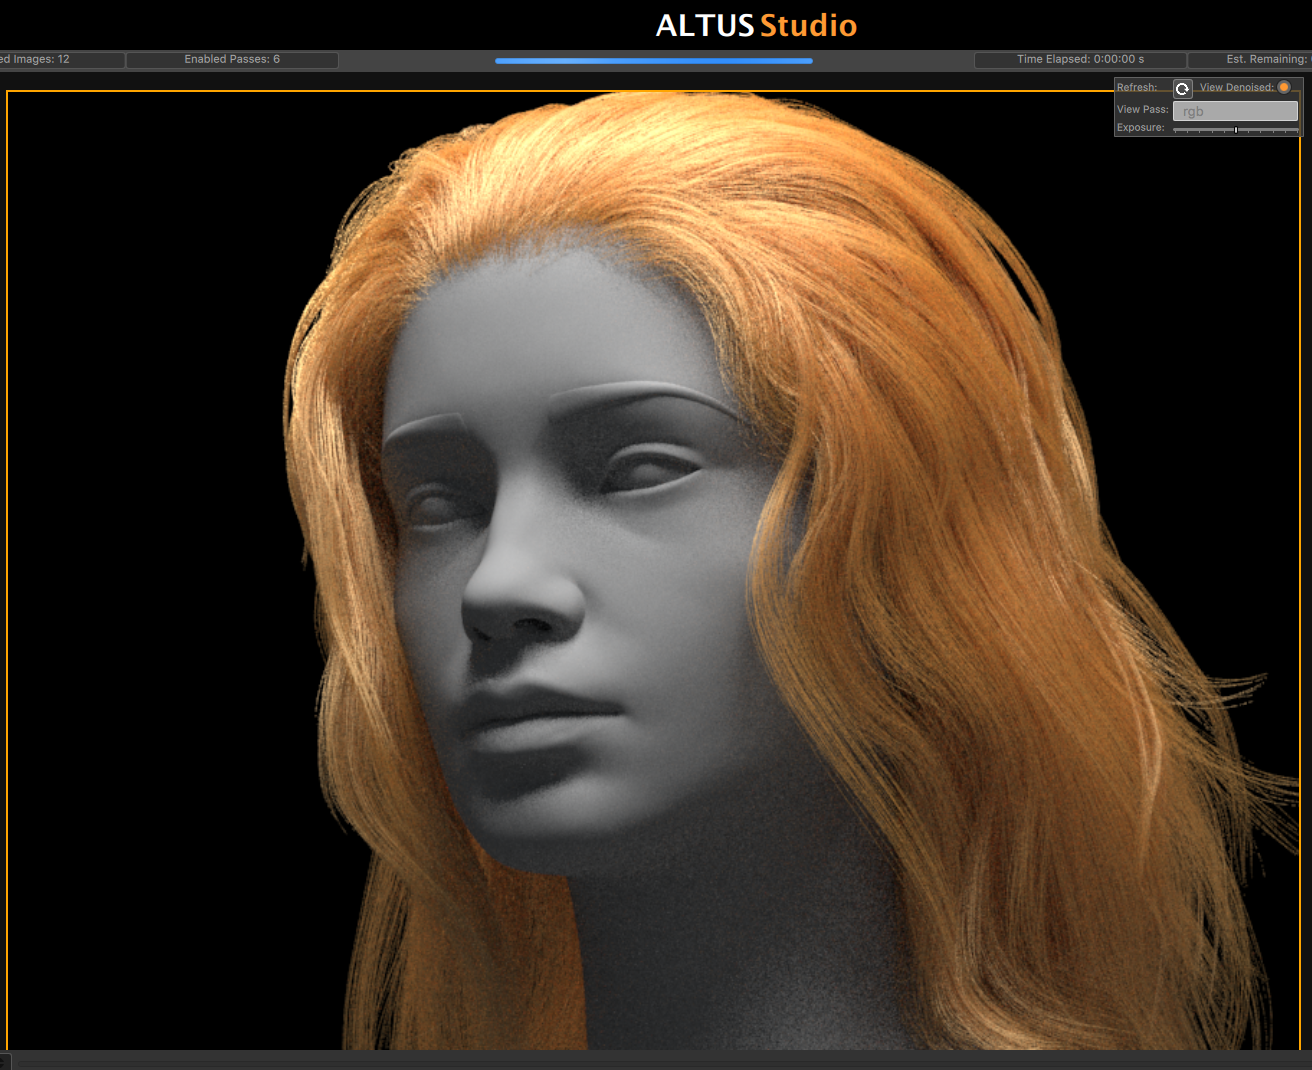 ALTUS Studio
ed Images: 12
Enabled Passes: 6
Time Elapsed: 0:00:00 s
Est. Remaining:
Refresh:
View Denoised:
View Pass:
rgb
Exposure: